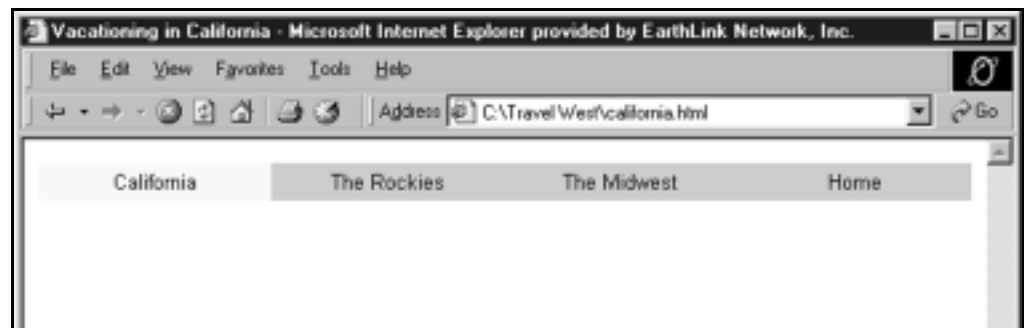 Vacationing in California - Microsoft Internet Explorer provided by EarthLink Network, Inc.
File Edit View Favorites Tools Help
Address C:\Travel West\california.html Go
California The Rockies The Midwest Home